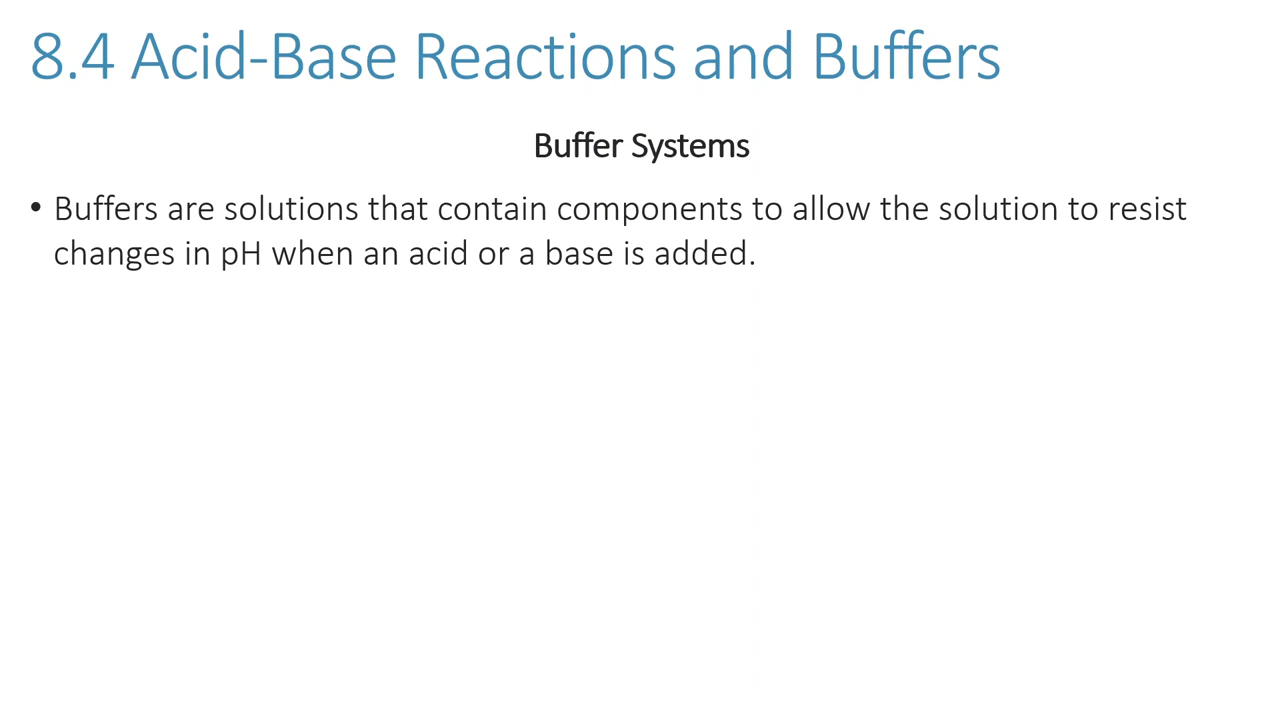 8.4 Acid-Base Reactions and Buffers
Buffer Systems
• Buffers are solutions that contain components to allow the solution to resist
changes in pH when an acid or a base is added.